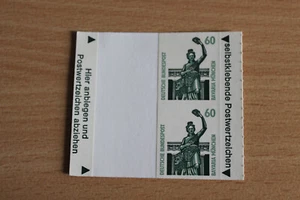 Hier anbiegen und
Postwertzeichen abziehen
60
DEUTSCHE BUNDESPOST
BAVARIA MÜNCHEN
60
DEUTSCHE BUNDESPOST
BAVARIA MÜNCHEN
selbstklebende Postwertzeichen